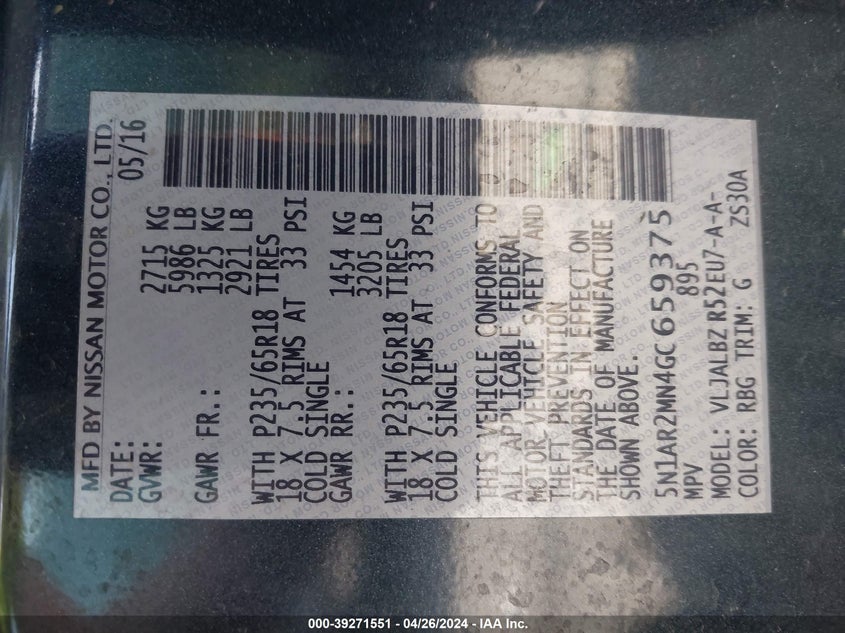 MFD BY NISSAN MOTOR CO., LTD.
DATE: 05/16
GVWR: 2715 KG
5986 LB
GAWR FR.: 1325 KG
2921 LB
WITH P235/65R18 TIRES
18 X 7.5 RIMS AT 33 PSI
COLD SINGLE
GAWR RR.: 1454 KG
3205 LB
WITH P235/65R18 TIRES
18 X 7.5 RIMS AT 33 PSI
COLD SINGLE
THIS VEHICLE CONFORMS TO
ALL APPLICABLE FEDERAL
MOTOR VEHICLE SAFETY AND
THEFT PREVENTION
STANDARDS IN EFFECT ON
THE DATE OF MANUFACTURE
SHOWN ABOVE.
5N1AR2MN4GC659375
MPV 895
MODEL: VLJALBZ R52EU7-A-A-
COLOR: RBG TRIM: G ZS30A
000-39271551 - 04/26/2024 - IAA Inc.